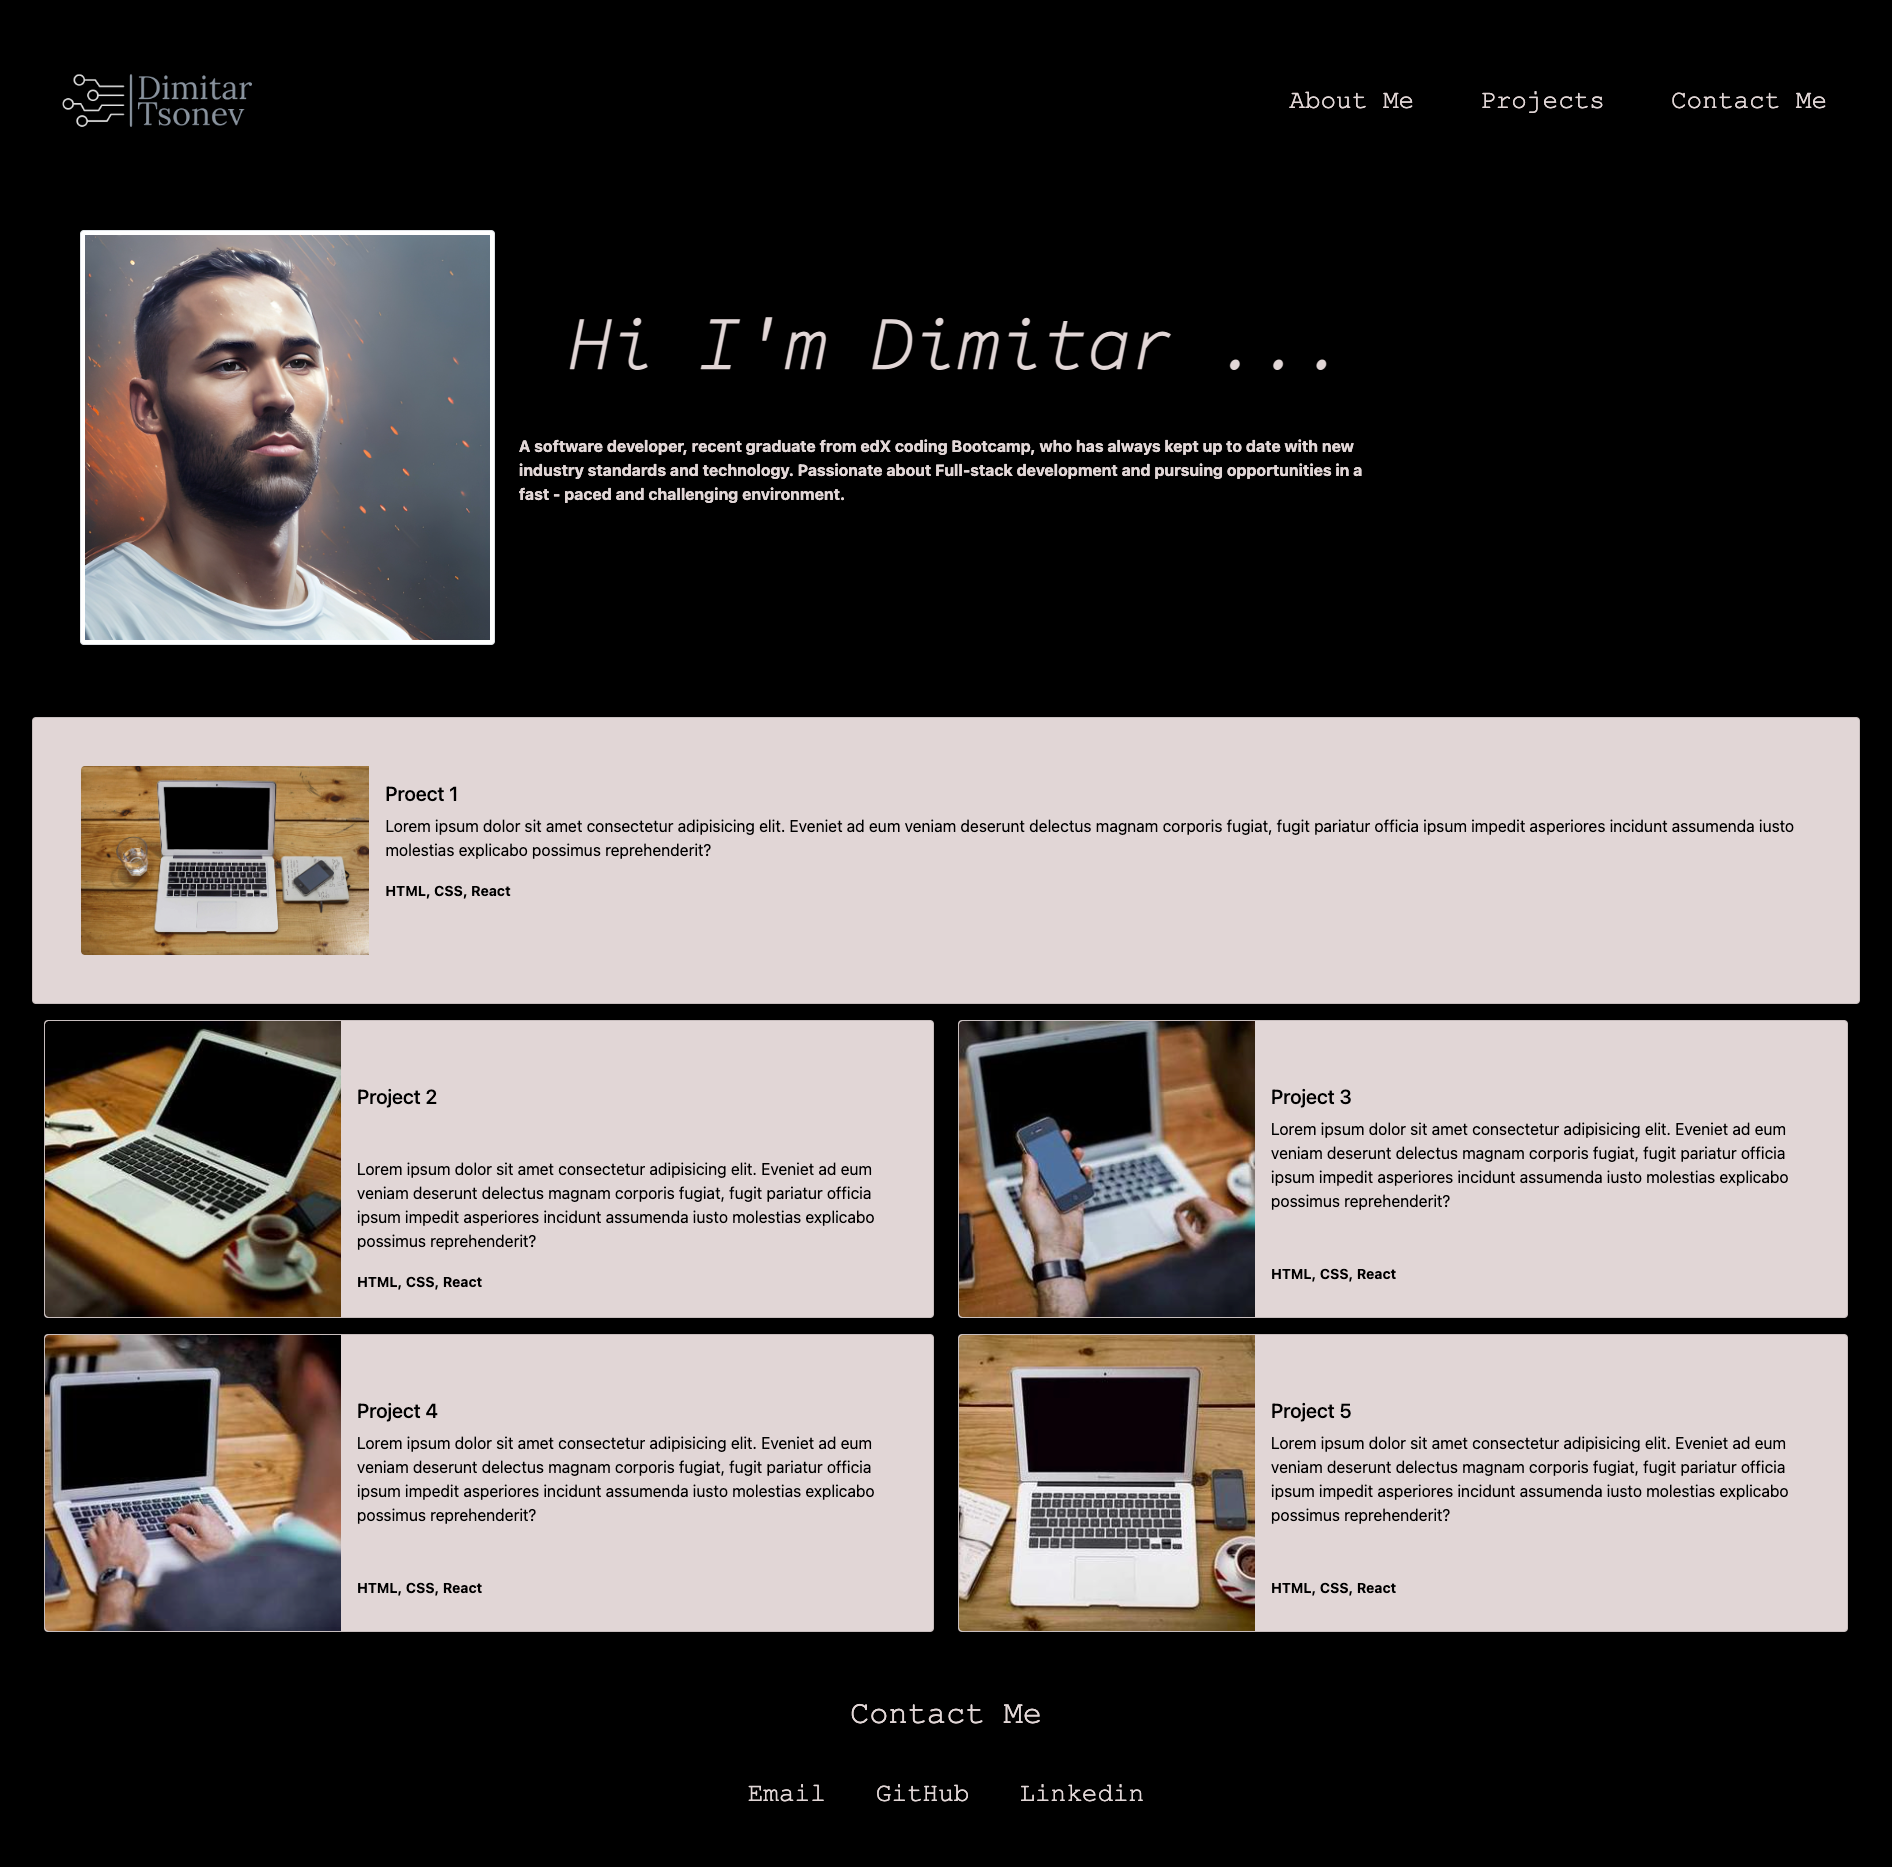 Dimitar
Tsonev
About Me
Projects
Contact Me
Hi I'm Dimitar ...
A software developer, recent graduate from edX coding Bootcamp, who has always kept up to date with new
industry standards and technology. Passionate about Full-stack development and pursuing opportunities in a
fast - paced and challenging environment.
Proect 1
Lorem ipsum dolor sit amet consectetur adipisicing elit. Eveniet ad eum veniam deserunt delectus magnam corporis fugiat, fugit pariatur officia ipsum impedit asperiores incidunt assumenda iusto
molestias explicabo possimus reprehenderit?
HTML, CSS, React
Project 2
Lorem ipsum dolor sit amet consectetur adipisicing elit. Eveniet ad eum
veniam deserunt delectus magnam corporis fugiat, fugit pariatur officia
ipsum impedit asperiores incidunt assumenda iusto molestias explicabo
possimus reprehenderit?
HTML, CSS, React
Project 3
Lorem ipsum dolor sit amet consectetur adipisicing elit. Eveniet ad eum
veniam deserunt delectus magnam corporis fugiat, fugit pariatur officia
ipsum impedit asperiores incidunt assumenda iusto molestias explicabo
possimus reprehenderit?
HTML, CSS, React
Project 4
Lorem ipsum dolor sit amet consectetur adipisicing elit. Eveniet ad eum
veniam deserunt delectus magnam corporis fugiat, fugit pariatur officia
ipsum impedit asperiores incidunt assumenda iusto molestias explicabo
possimus reprehenderit?
HTML, CSS, React
Project 5
Lorem ipsum dolor sit amet consectetur adipisicing elit. Eveniet ad eum
veniam deserunt delectus magnam corporis fugiat, fugit pariatur officia
ipsum impedit asperiores incidunt assumenda iusto molestias explicabo
possimus reprehenderit?
HTML, CSS, React
Contact Me
Email
GitHub
Linkedin